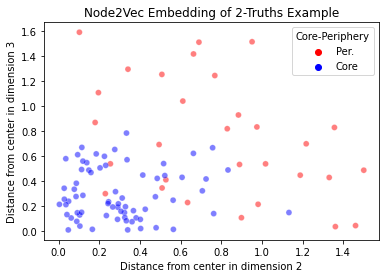 Node2Vec Embedding of 2-Truths Example
Core-Periphery
Per.
Core
Distance from center in dimension 3
1.6
1.4
1.2
1.0
0.8
0.6
0.4
0.2
0.0
0.0 0.2 0.4 0.6 0.8 1.0 1.2 1.4
Distance from center in dimension 2